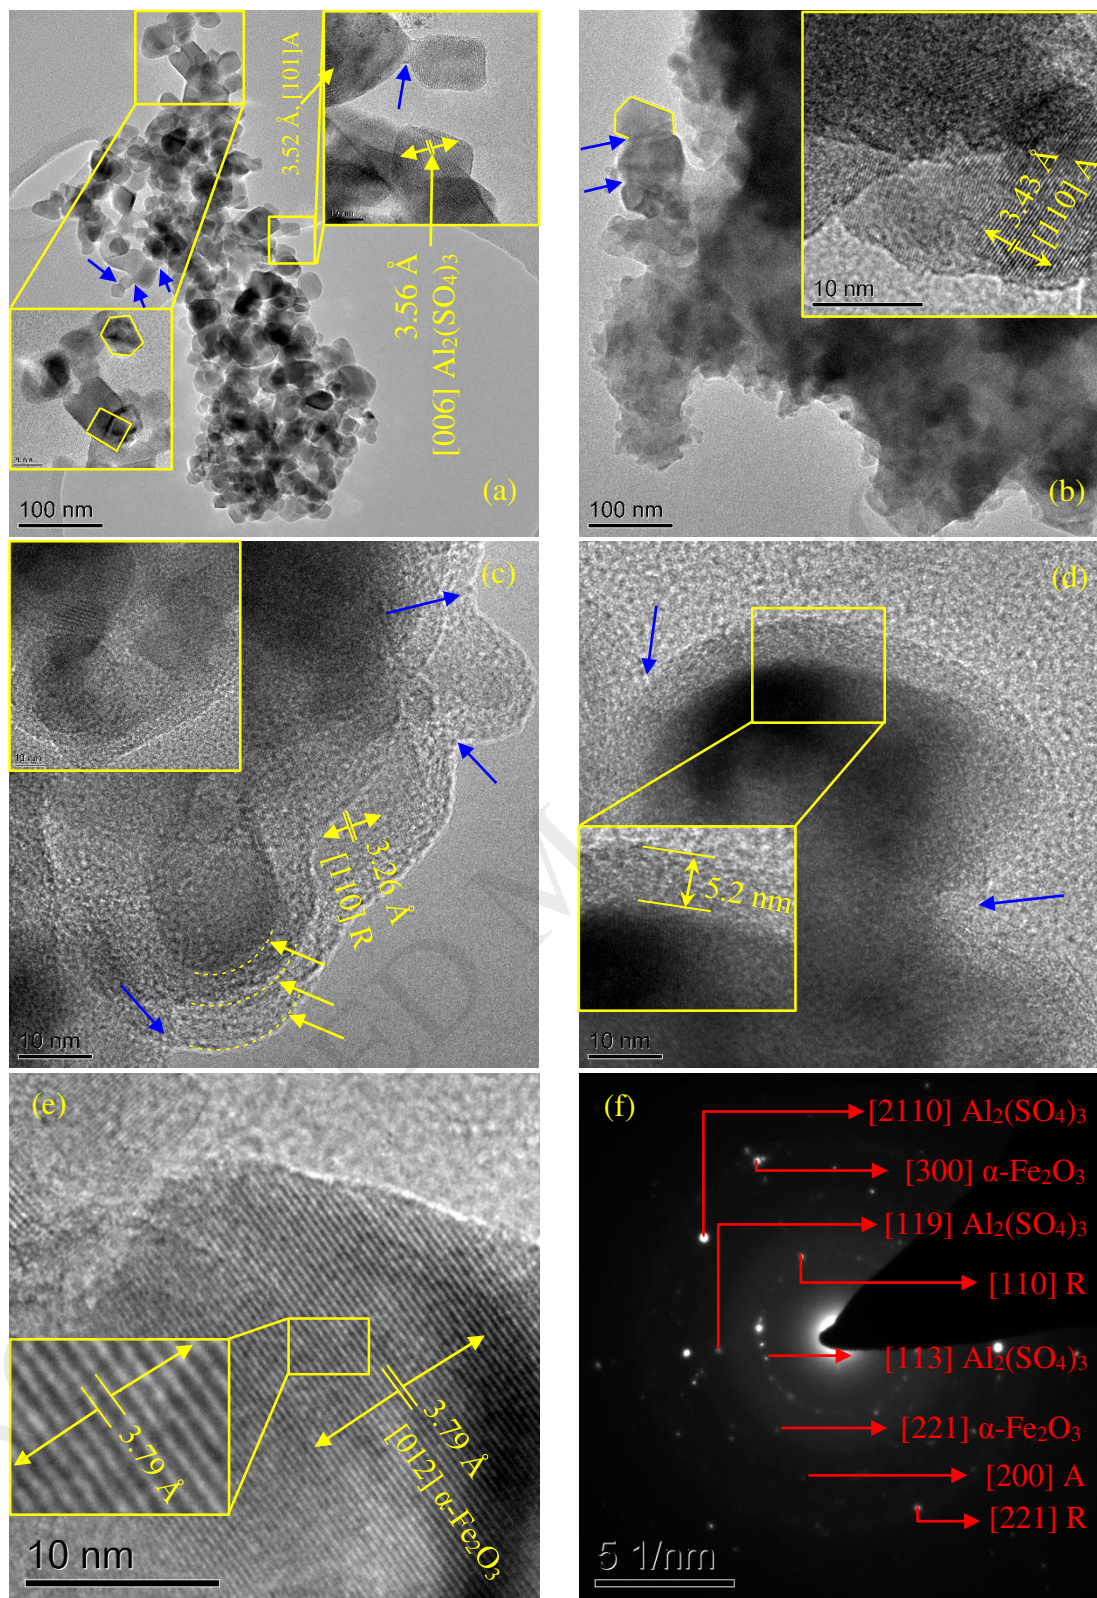 3.52 Å, [101]A
3.56 Å
[006] Al₂(SO₄)₃
(a)
100 nm
3.43 Å
[110] A
10 nm
(b)
100 nm
(c)
3.26 Å
[110] R
10 nm
(d)
5.2 nm
10 nm
(e)
3.79 Å
3.79 Å
[012] α-Fe₂O₃
10 nm
(f)
[2110] Al₂(SO₄)₃
[300] α-Fe₂O₃
[119] Al₂(SO₄)₃
[110] R
[113] Al₂(SO₄)₃
[221] α-Fe₂O₃
[200] A
[221] R
5 1/nm